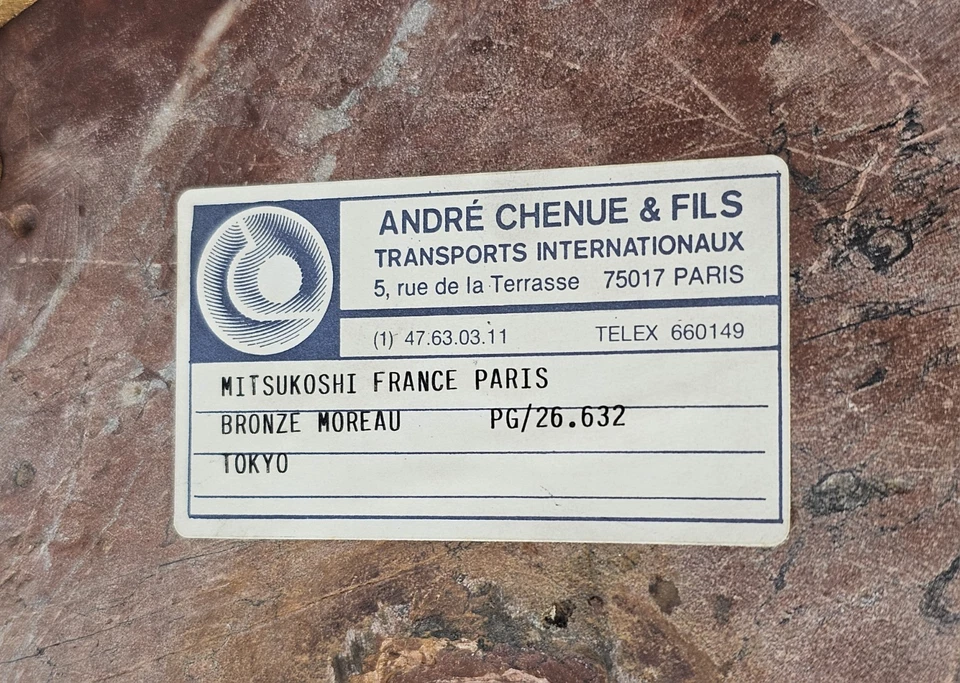 ANDRÉ CHENUE & FILS
TRANSPORTS INTERNATIONAUX
5, rue de la Terrasse 75017 PARIS
(1) 47.63.03.11 TELEX 660149
MITSUKOSHI FRANCE PARIS
BRONZE MOREAU PG/26.632
TOKYO